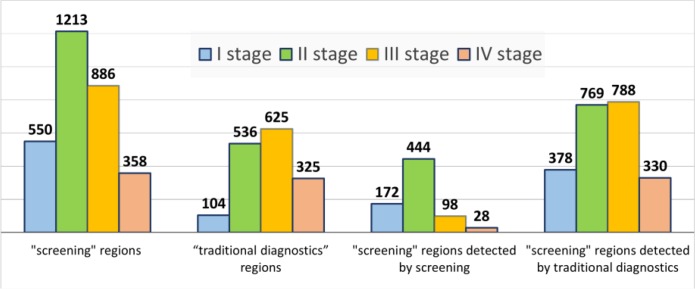 1213
I stage II stage III stage IV stage
886
769 788
550 536 625
444
358 325 378 330
104 172 98 28
"screening" regions
“traditional diagnostics”
regions
"screening" regions detected
by screening
"screening" regions detected
by traditional diagnostics